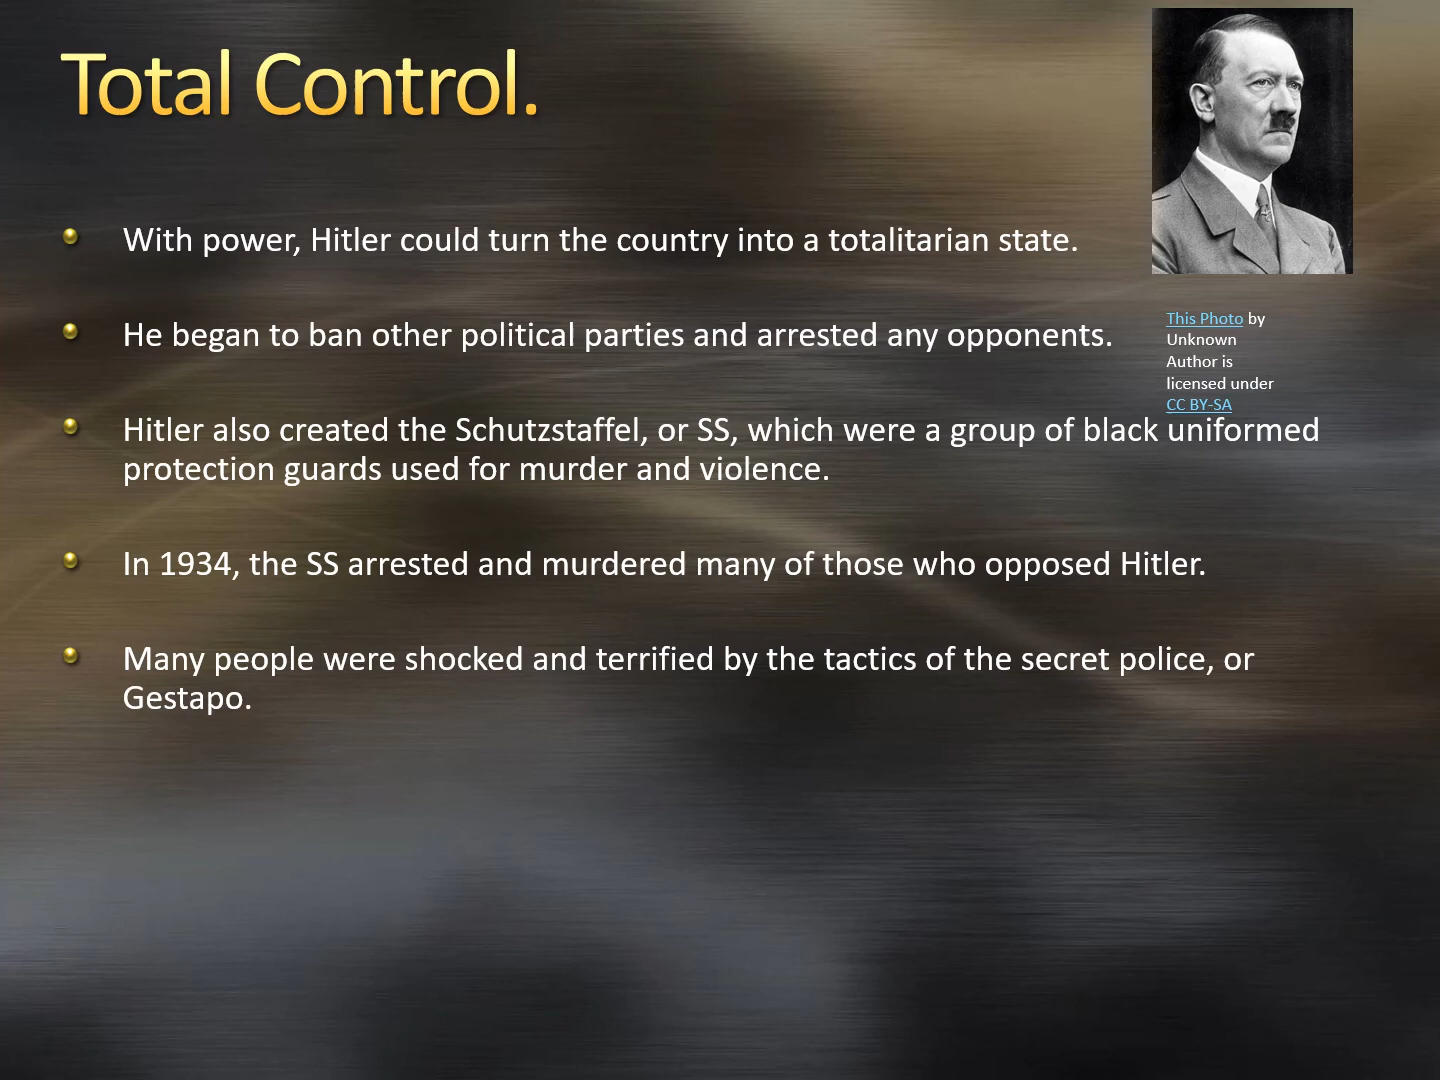 Total Control.
With power, Hitler could turn the country into a totalitarian state.
He began to ban other political parties and arrested any opponents.
This Photo by
Unknown
Author is
licensed under
CC BY-SA
Hitler also created the Schutzstaffel, or SS, which were a group of black uniformed
protection guards used for murder and violence.
In 1934, the SS arrested and murdered many of those who opposed Hitler.
Many people were shocked and terrified by the tactics of the secret police, or
Gestapo.